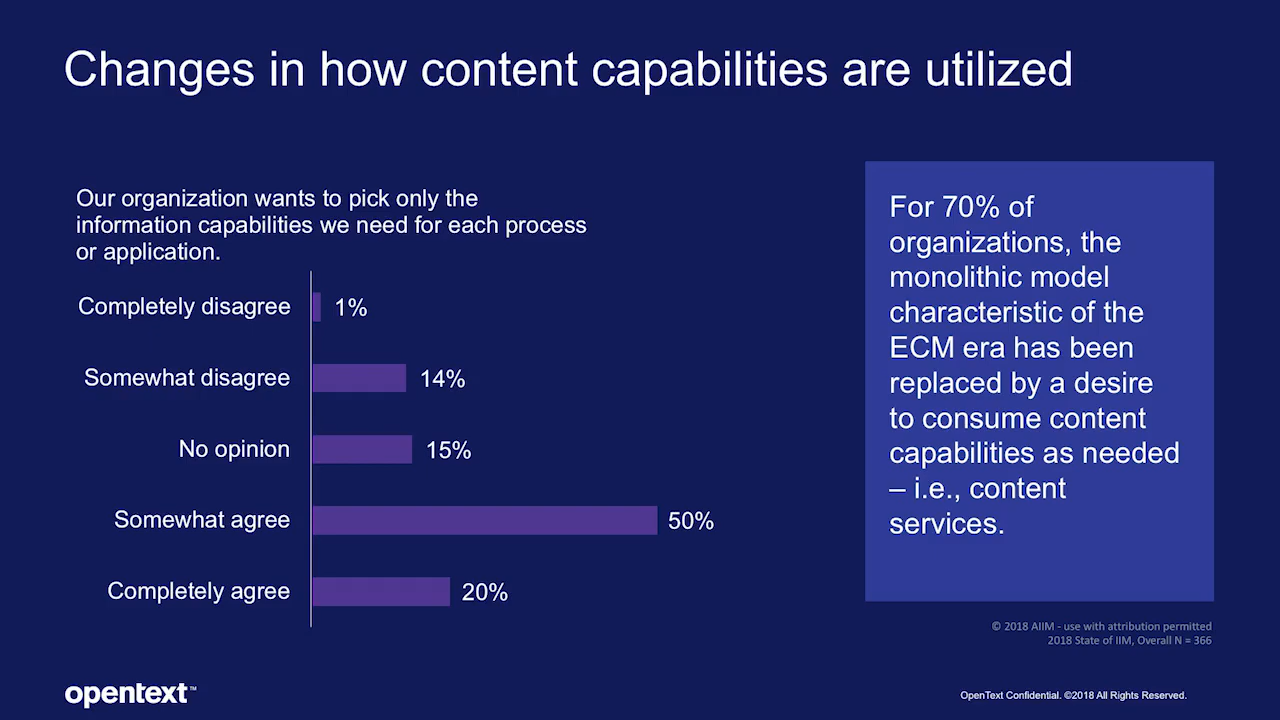 Changes in how content capabilities are utilized
Our organization wants to pick only the
information capabilities we need for each process
or application.
Completely disagree 1%
Somewhat disagree 14%
No opinion 15%
Somewhat agree 50%
Completely agree 20%
For 70% of
organizations, the
monolithic model
characteristic of the
ECM era has been
replaced by a desire
to consume content
capabilities as needed
– i.e., content
services.
© 2018 AIIM - use with attribution permitted
2018 State of IIM, Overall N = 366
opentext™
OpenText Confidential. ©2018 All Rights Reserved.